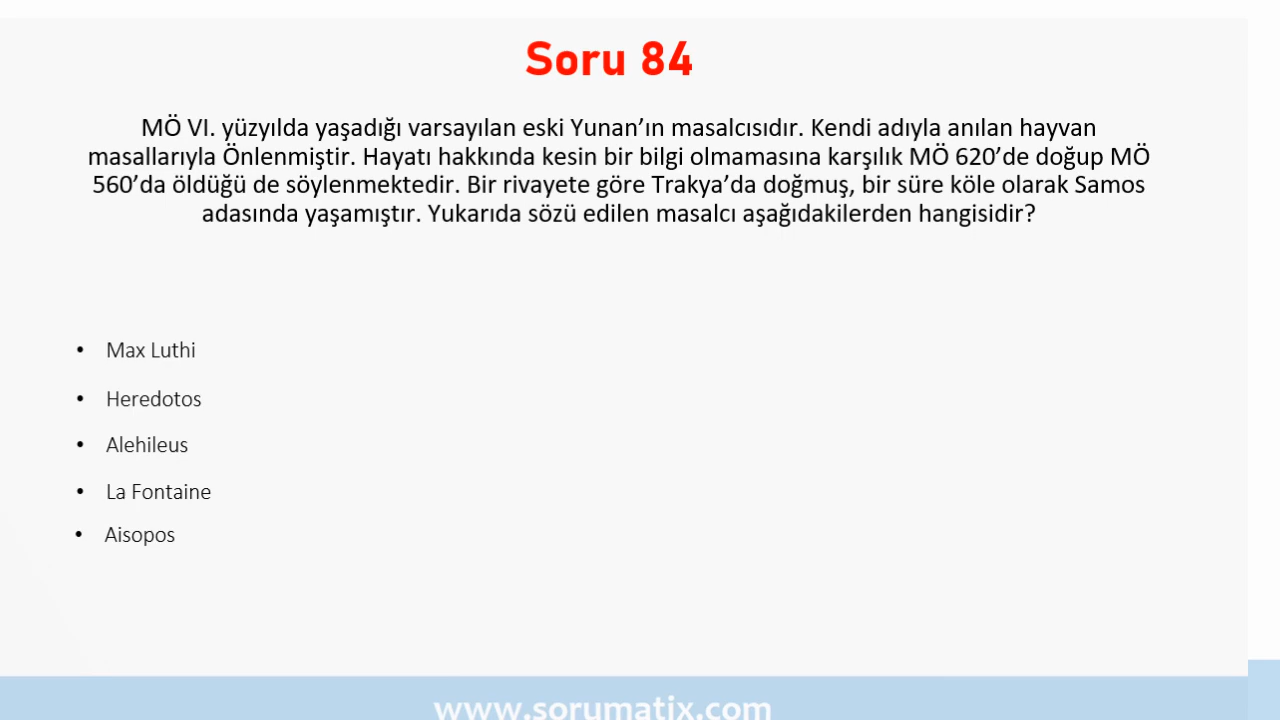 Soru 84
MÖ VI. yüzyılda yaşadığı varsayılan eski Yunan’ın masalcısıdır. Kendi adıyla anılan hayvan
masallarıyla Önlenmiştir. Hayatı hakkında kesin bir bilgi olmamasına karşılık MÖ 620’de doğup MÖ
560’da öldüğü de söylenmektedir. Bir rivayete göre Trakya’da doğmuş, bir süre köle olarak Samos
adasında yaşamıştır. Yukarıda sözü edilen masalcı aşağıdakilerden hangisidir?
• Max Luthi
• Heredotos
• Alehileus
• La Fontaine
• Aisopos
www.sorumatix.com